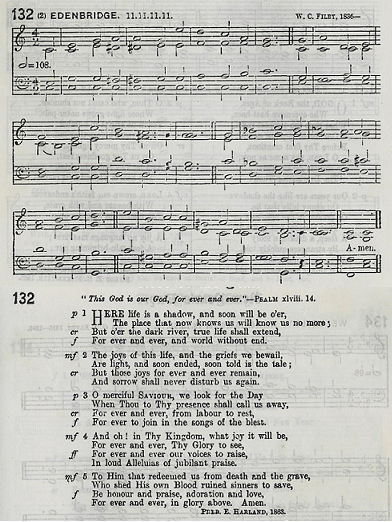 132 (2) EDENBRIDGE. 11.11.11.11. W. C. FILBY, 1836—
=108.
A- men.
132 "This God is our God, for ever and ever."—PSALM xlviii. 14.
p 1 HERE life is a shadow, and soon will be o'er,
The place that now knows us will know us no more;
cr But o'er the dark river, true life shall extend,
f For ever and ever, and world without end.
mf 2 The joys of this life, and the griefs we bewail,
Are light, and soon ended, soon told is the tale;
cr But those joys for ever and ever remain,
And sorrow shall never disturb us again.
p 3 O merciful SAVIOUR, we look for the Day
When Thou to Thy presence shall call us away,
cr For ever and ever, from labour to rest,
f For ever to join in the songs of the blest.
mf 4 And oh! in Thy Kingdom, what joy it will be,
For ever and ever, Thy Glory to see,
ff For ever and ever our voices to raise,
In loud Alleluias of jubilant praise.
mf 5 To Him that redeemed us from death and the grave,
Who shed His own Blood ruined sinners to save,
f Be honour and praise, adoration and love,
For ever and ever, in glory above. Amen.
PREB. E. HARLAND, 1863.